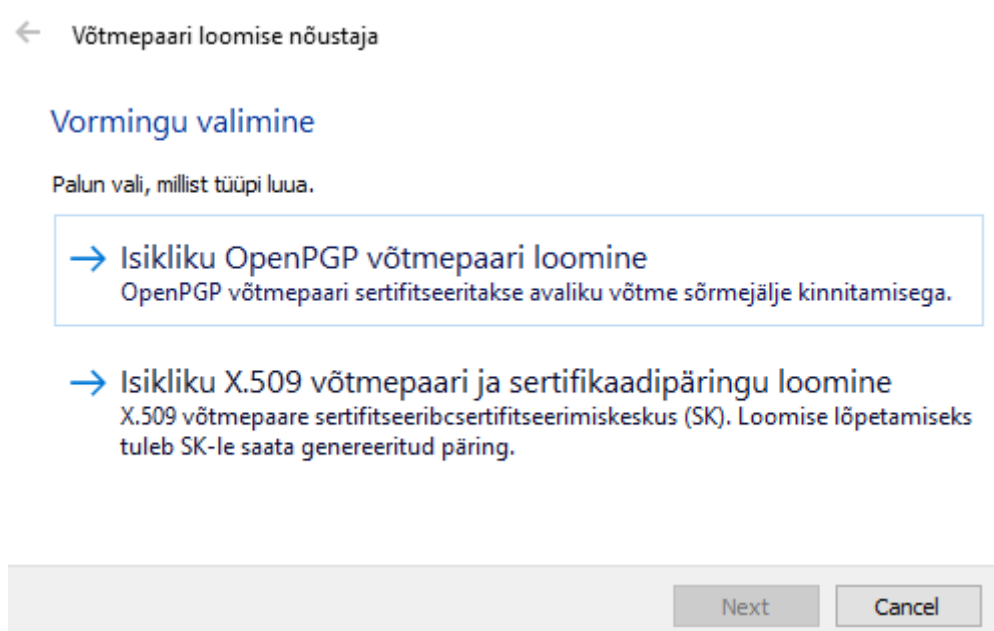 Võtmepaari loomise nõustaja
Vormingu valimine
Palun vali, millist tüüpi luua.
Isikliku OpenPGP võtmepaari loomine
OpenPGP võtmepaari sertifitseeritakse avaliku võtme sõrmejälje kinnitamisega.
Isikliku X.509 võtmepaari ja sertifikaadipäringu loomine
X.509 võtmepaare sertifitseeribcsertifitseerimiskeskus (SK). Loomise lõpetamiseks
tuleb SK-le saata genereeritud päring.
Next
Cancel